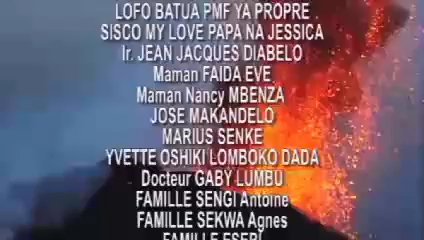 LOFO BATUA PMF YA PROPRE
SISCO MY LOVE PAPA NA JESSICA
Ir. JEAN JACQUES DIABELO
Maman FAIDA EVE
Maman Nancy MBENZA
JOSE MAKANDELO
MARIUS SENKE
YVETTE OSHIKI LOMBOKO DADA
Docteur GABY LUMBU
FAMILLE SENGI Antoine
FAMILLE SEKWA Agnes
FAMILLE